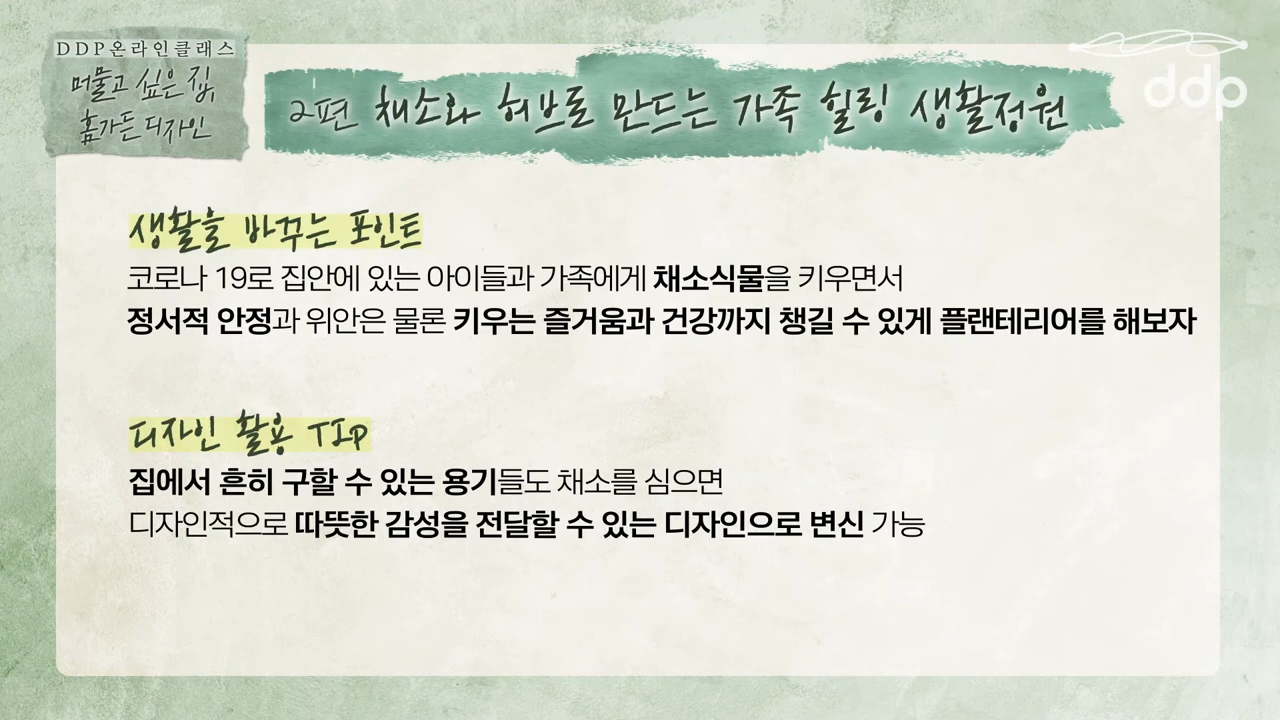 DDP온라인클래스
머물고 싶은 집,
홈가든 디자인
2편 채소와 허브로 만드는 가족 힐링 생활정원
ddp
생활을 바꾸는 포인트
코로나 19로 집안에 있는 아이들과 가족에게 채소식물을 키우면서
정서적 안정과 위안은 물론 키우는 즐거움과 건강까지 챙길 수 있게 플랜테리어를 해보자
디자인 활용 TIP
집에서 흔히 구할 수 있는 용기들도 채소를 심으면
디자인적으로 따뜻한 감성을 전달할 수 있는 디자인으로 변신 가능